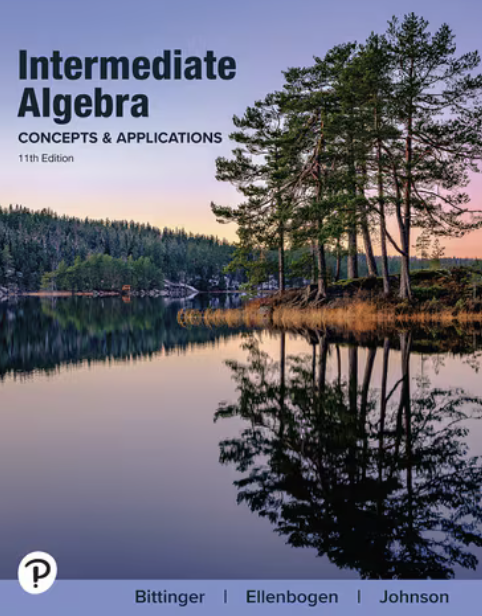 Intermediate
Algebra
CONCEPTS & APPLICATIONS
11th Edition
P
Bittinger | Ellenbogen | Johnson